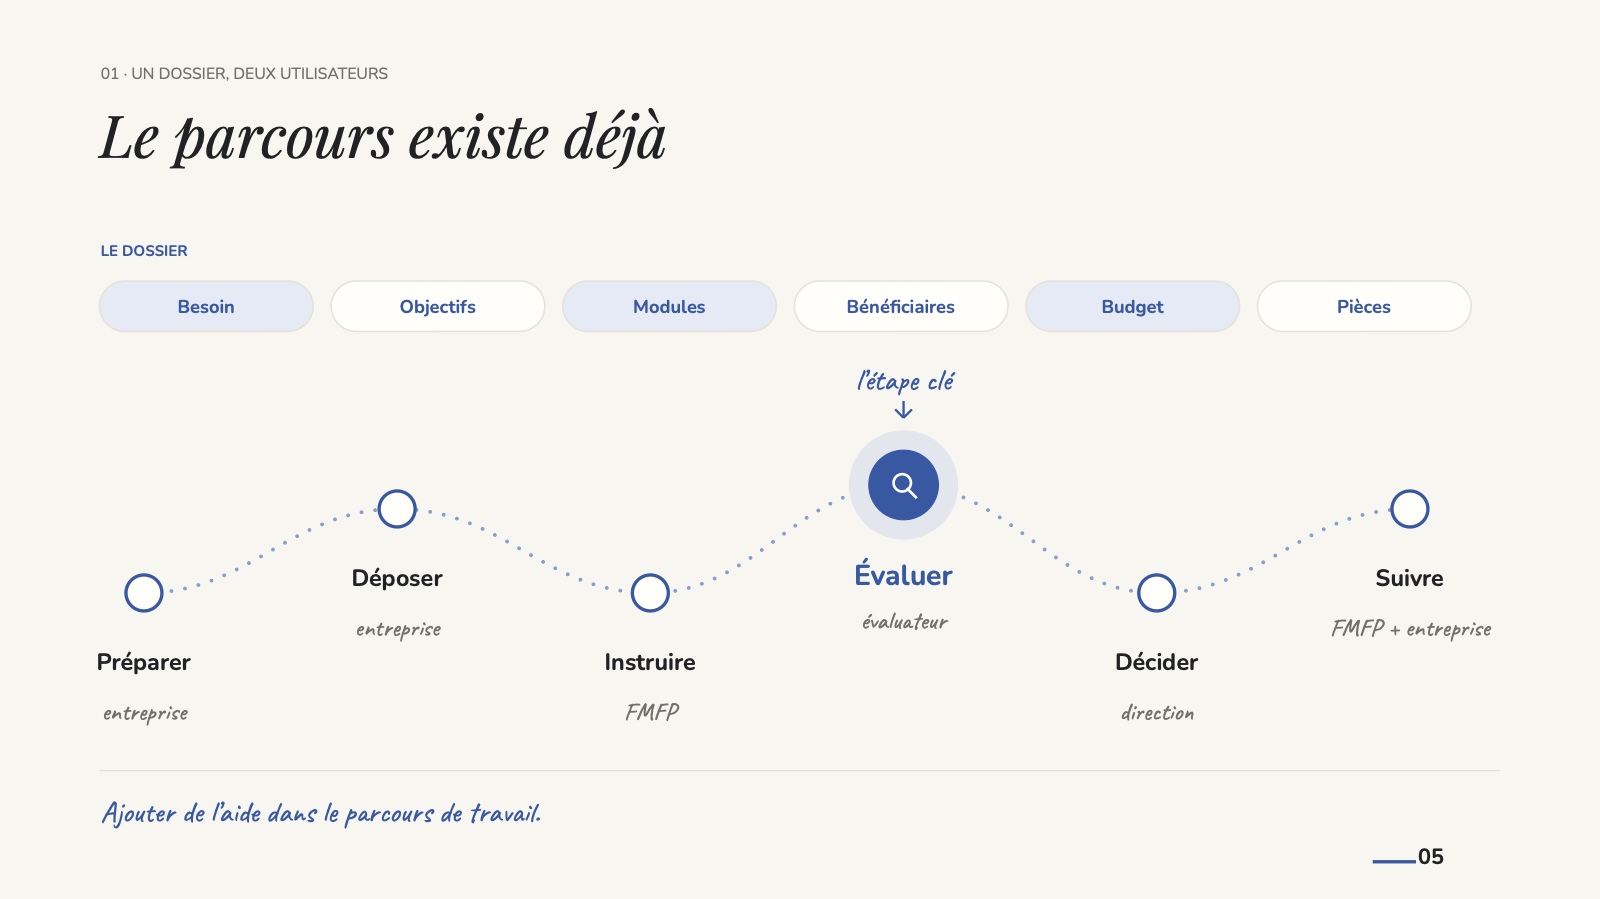 01 · UN DOSSIER, DEUX UTILISATEURS
Le parcours existe déjà
LE DOSSIER
Besoin
Objectifs
Modules
Bénéficiaires
Budget
Pièces
l'étape clé
Préparer
entreprise
Déposer
entreprise
Instruire
FMFP
Évaluer
évaluateur
Décider
direction
Suivre
FMFP + entreprise
Ajouter de l'aide dans le parcours de travail.
05